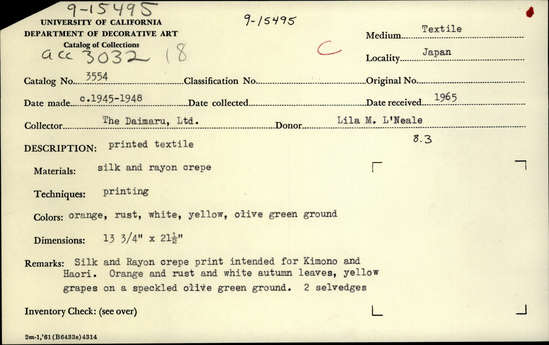 9-15495
9-15495
UNIVERSITY OF CALIFORNIA
DEPARTMENT OF DECORATIVE ART
Catalog of Collections
acc 3032 18
C
Medium Textile
Locality Japan
Catalog No. 3554 Classification No. Original No.
Date made c.1945-1948 Date collected Date received 1965
Collector The Daimaru, Ltd. Donor Lila M. L'Neale
8.3
DESCRIPTION: printed textile
Materials: silk and rayon crepe
Techniques: printing
Colors: orange, rust, white, yellow, olive green ground
Dimensions: 13 3/4" x 21½"
Remarks: Silk and Rayon crepe print intended for Kimono and
Haori. Orange and rust and white autumn leaves, yellow
grapes on a speckled olive green ground. 2 selvedges
Inventory Check: (see over)
2m-1,'61(B6433s)4314